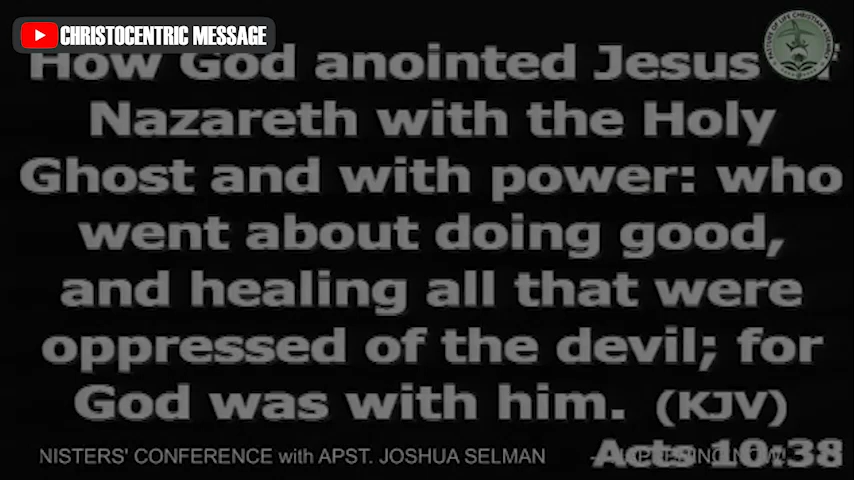 CHRISTOCENTRIC MESSAGE
How God anointed Jesus
Nazareth with the Holy
Ghost and with power: who
went about doing good,
and healing all that were
oppressed of the devil; for
God was with him. (KJV)
Acts 10:38
NISTERS' CONFERENCE with APST. JOSHUA SELMAN